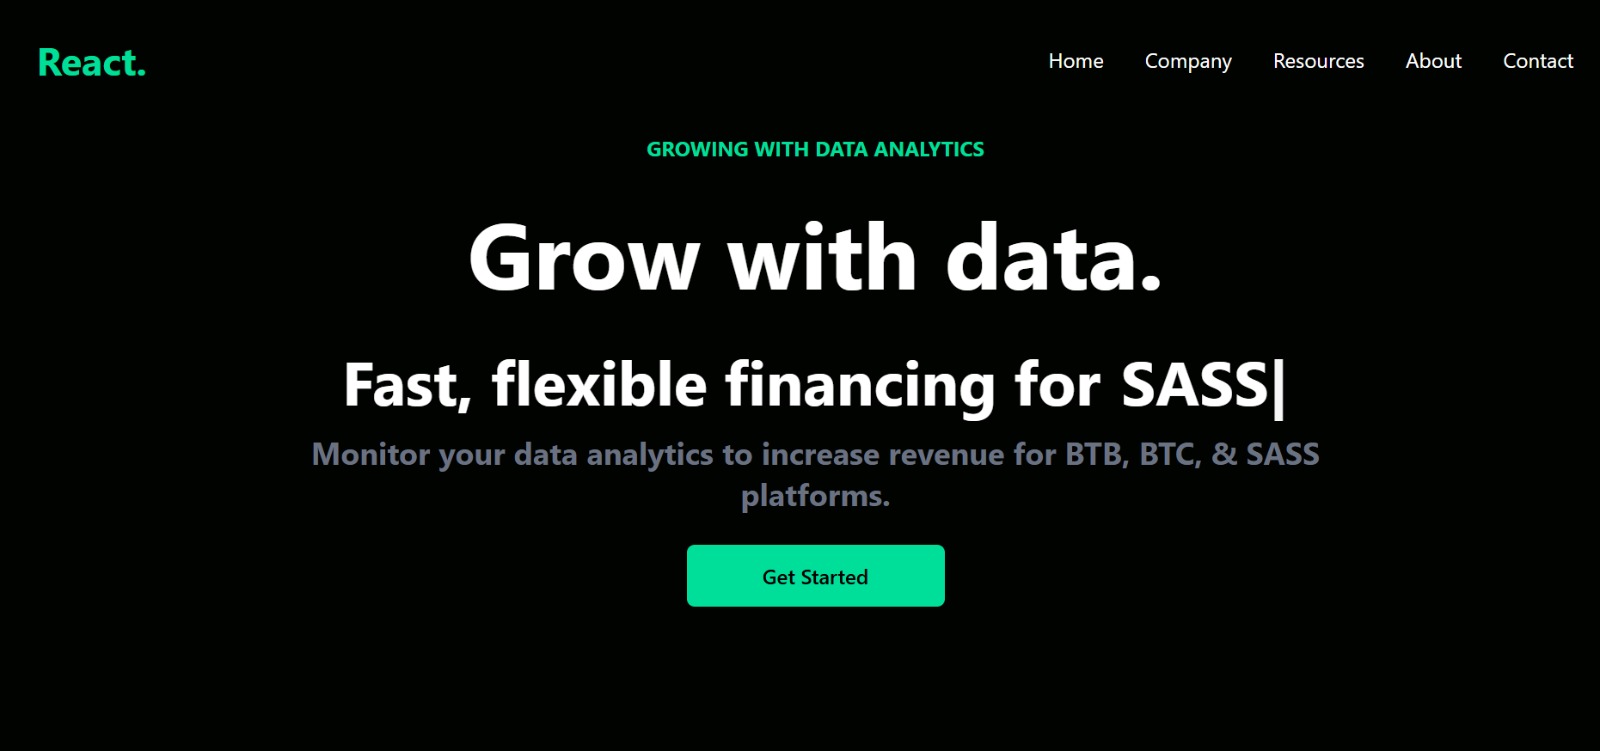 React.
Home Company Resources About Contact
GROWING WITH DATA ANALYTICS
Grow with data.
Fast, flexible financing for SASS|
Monitor your data analytics to increase revenue for BTB, BTC, & SASS
platforms.
Get Started